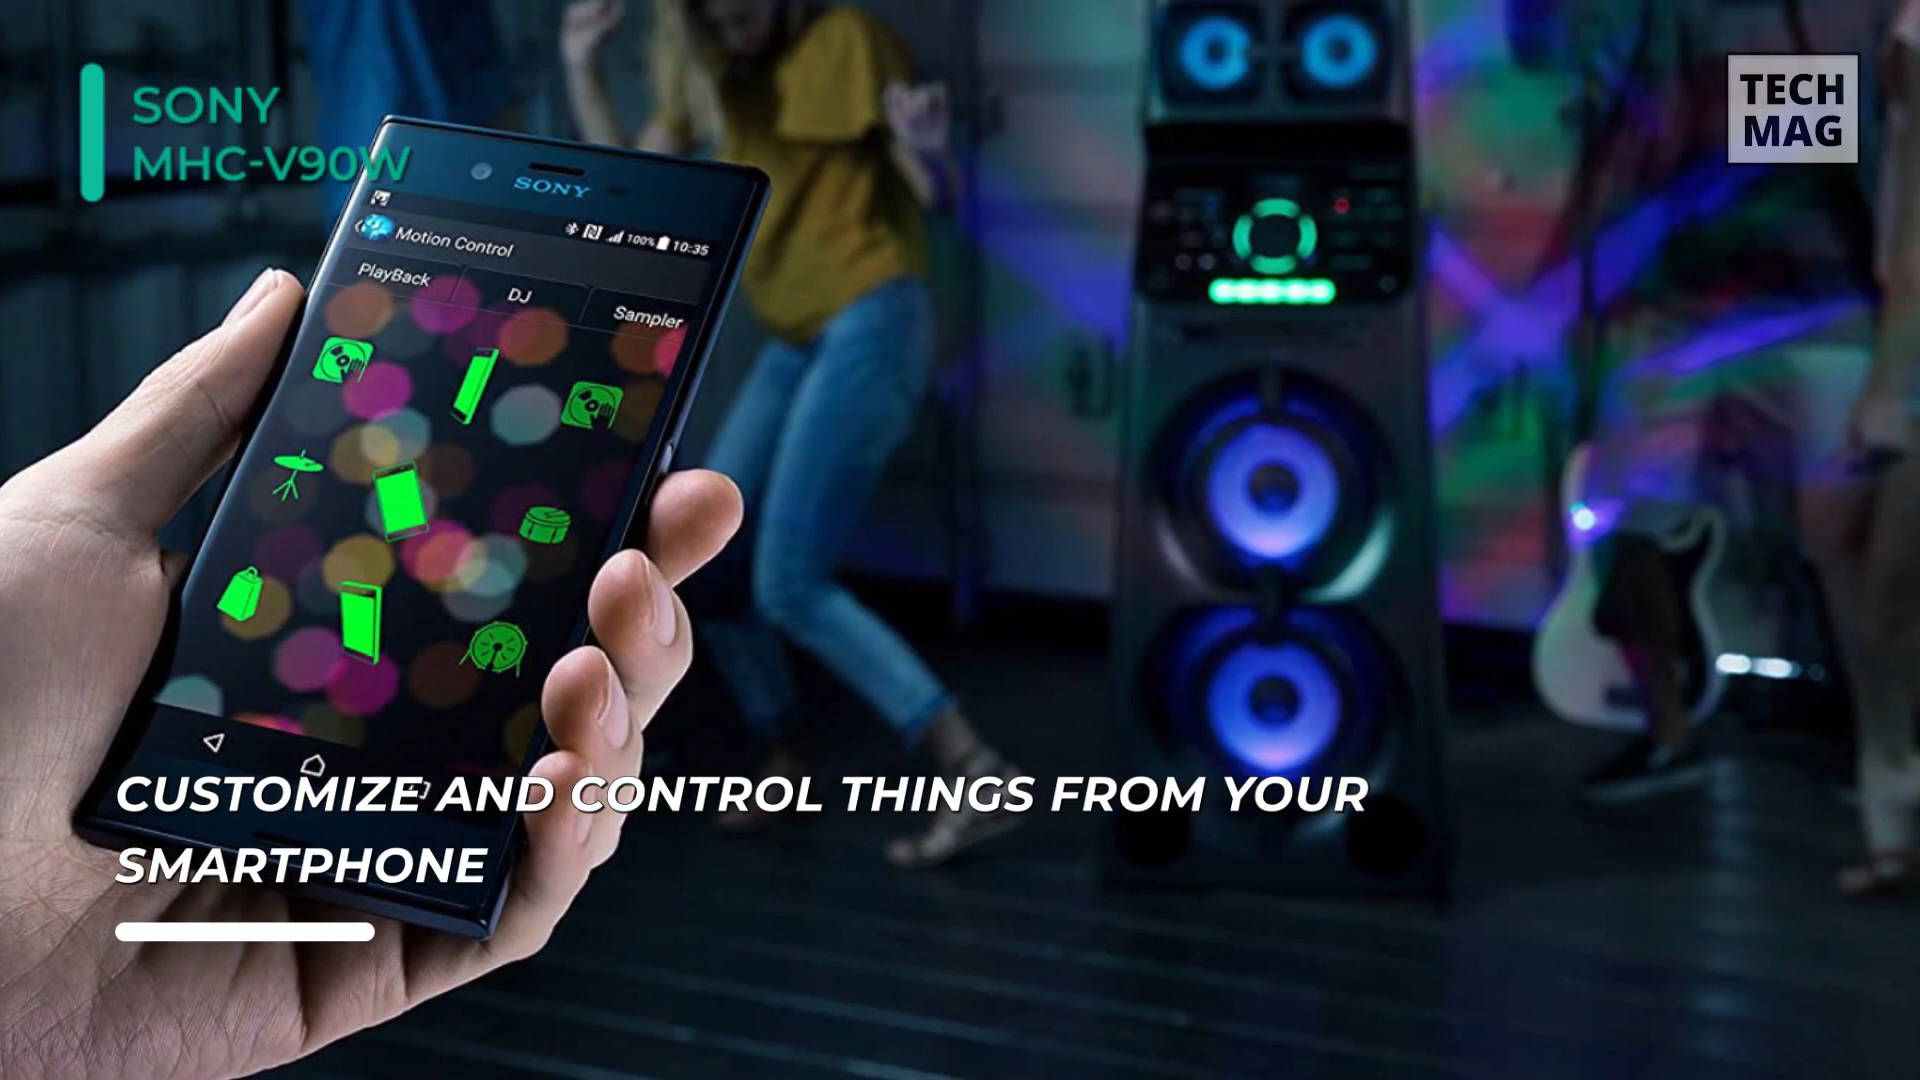 SONY
MHC-V90W
TECH
MAG
SONY
100% 10:35
Motion Control
PlayBack
DJ
Sampler
CUSTOMIZE AND CONTROL THINGS FROM YOUR
SMARTPHONE